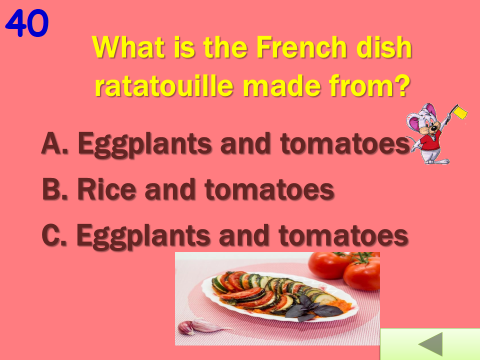 40
What is the French dish
ratatouille made from?
A. Eggplants and tomatoes
B. Rice and tomatoes
C. Eggplants and tomatoes